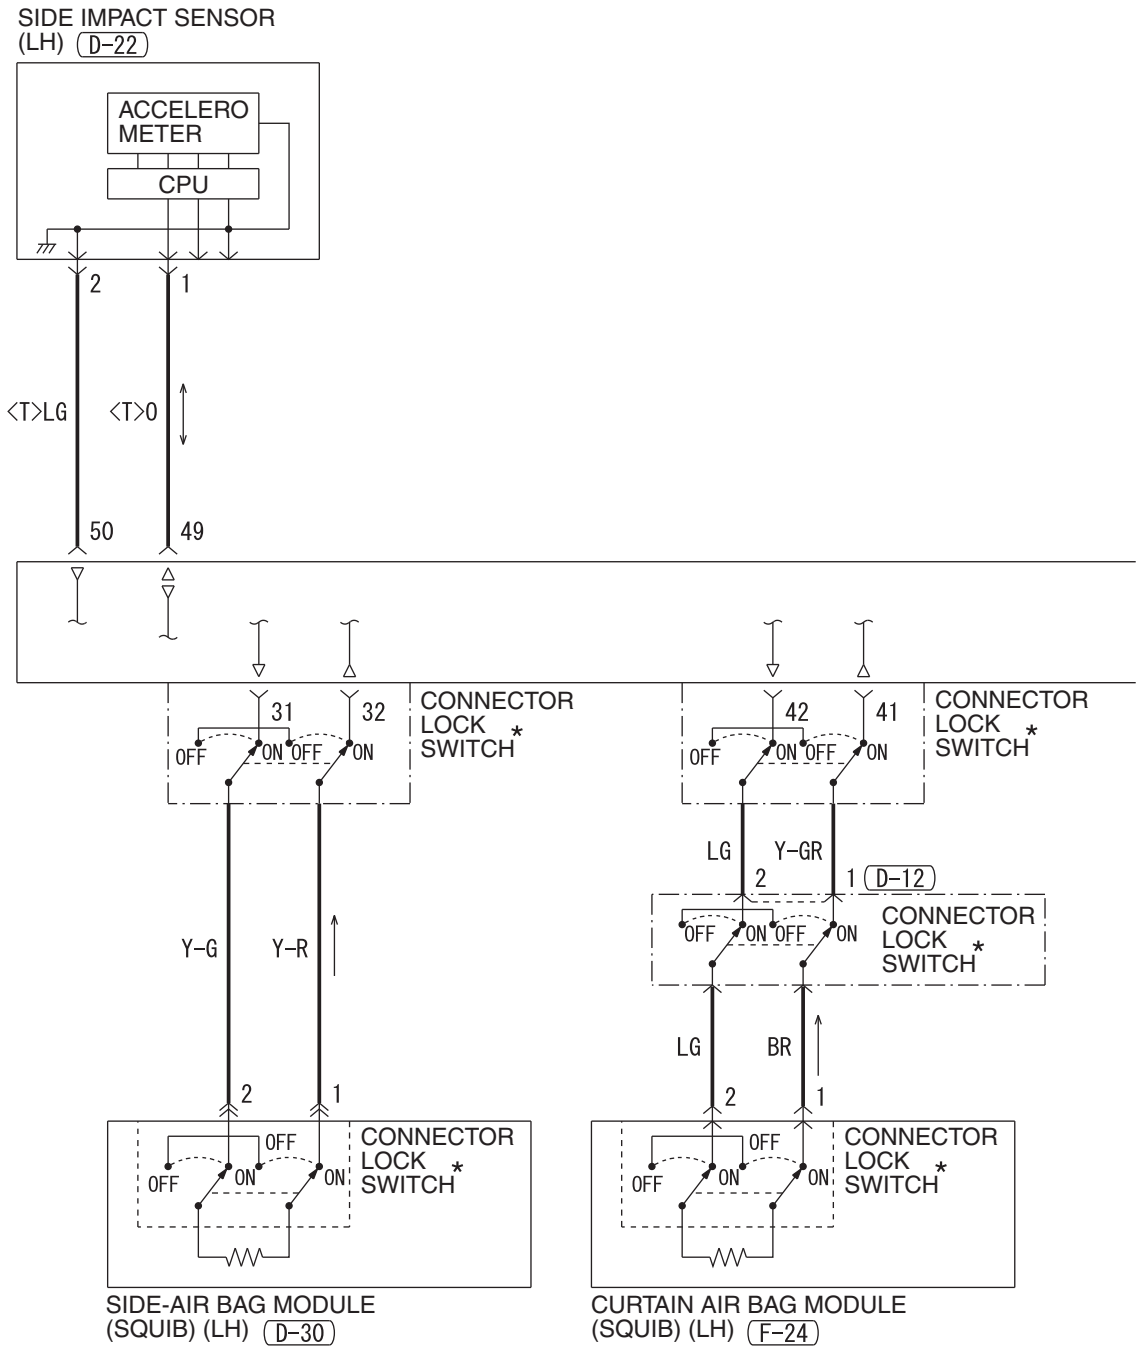 SIDE IMPACT SENSOR
(LH) D-22
ACCELERO
METER
CPU
2 1
<T>LG <T>O
50 49
31 32 CONNECTOR
LOCK
SWITCH*
OFF ON OFF ON
42 41 CONNECTOR
LOCK
SWITCH*
OFF ON OFF ON
LG Y-GR
2 1 D-12
CONNECTOR
LOCK
SWITCH*
OFF ON OFF ON
Y-G Y-R
LG BR
2 1
2 1
CONNECTOR
LOCK
SWITCH*
OFF
OFF ON ON
CONNECTOR
LOCK
SWITCH*
OFF
OFF ON ON
SIDE-AIR BAG MODULE
(SQUIB) (LH) D-30
CURTAIN AIR BAG MODULE
(SQUIB) (LH) F-24